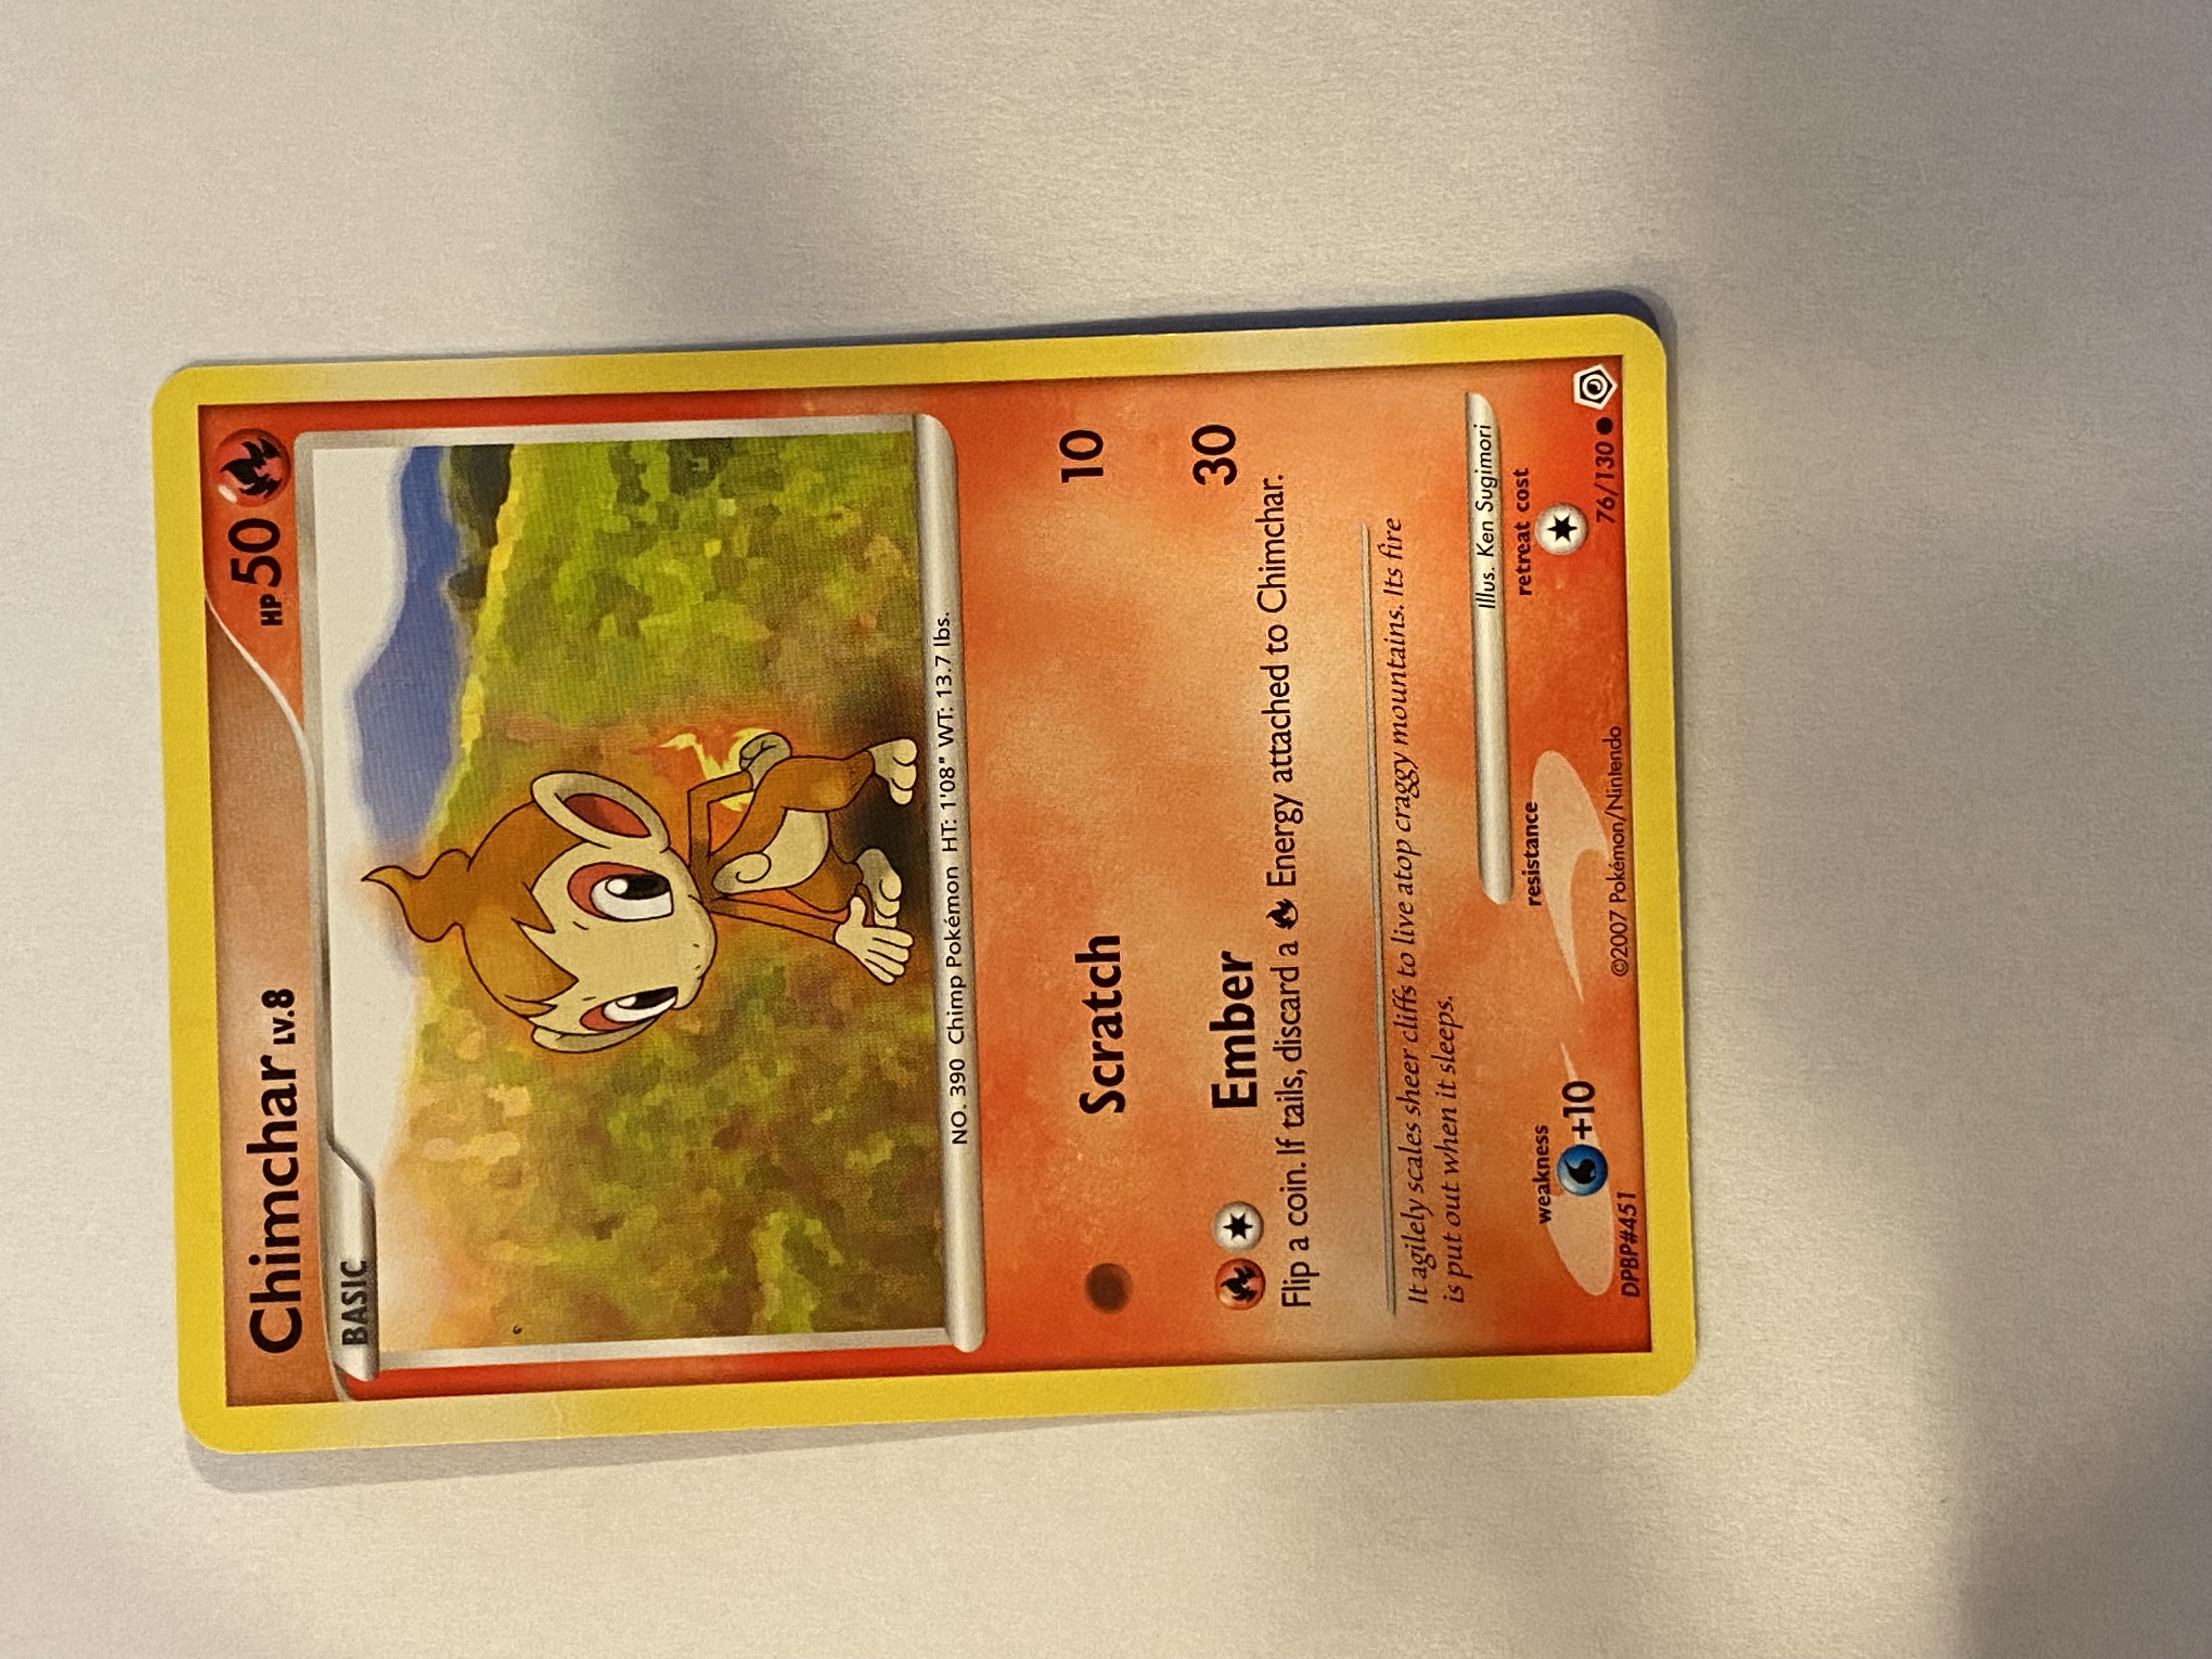 Chimchar LV.8 HP 50
BASIC
NO. 390 Chimp Pokémon HT: 1'08" WT: 13.7 lbs.
Scratch 10
Ember 30
Flip a coin. If tails, discard a Energy attached to Chimchar.
It agilely scales sheer cliffs to live atop craggy mountains. Its fire
is put out when it sleeps.
Illus. Ken Sugimori
weakness resistance retreat cost
+10
76/130
DPBP#451 ©2007 Pokémon/Nintendo